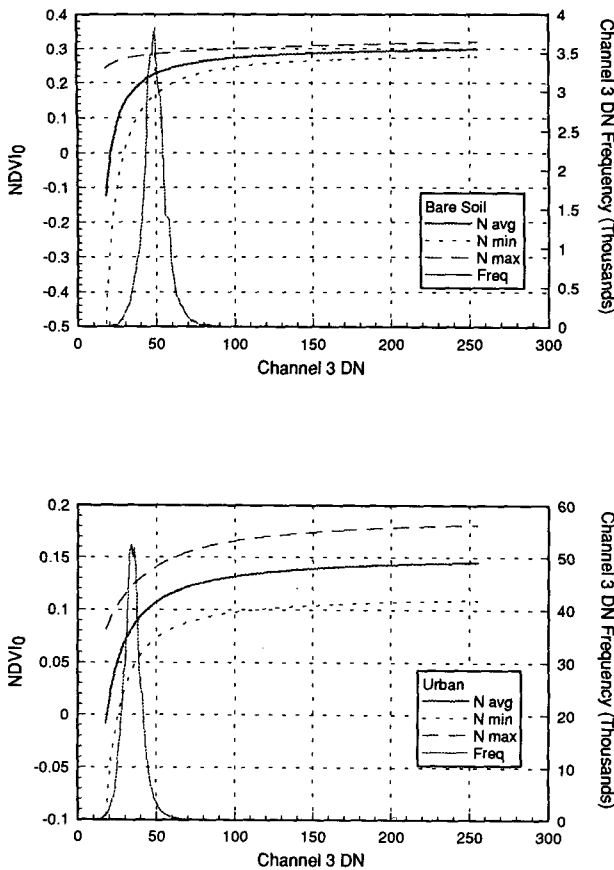 0.4
0.3
0.2
0.1
0
-0.1
-0.2
-0.3
-0.4
-0.5
NDVI0
4
3.5
3
2.5
2
1.5
1
0.5
0
Channel 3 DN Frequency (Thousands)
Bare Soil
N avg
N min
N max
Freq
0 50 100 150 200 250 300
Channel 3 DN
0.2
0.15
0.1
0.05
0
-0.05
-0.1
NDVI0
60
50
40
30
20
10
0
Channel 3 DN Frequency (Thousands)
Urban
N avg
N min
N max
Freq
0 50 100 150 200 250 300
Channel 3 DN